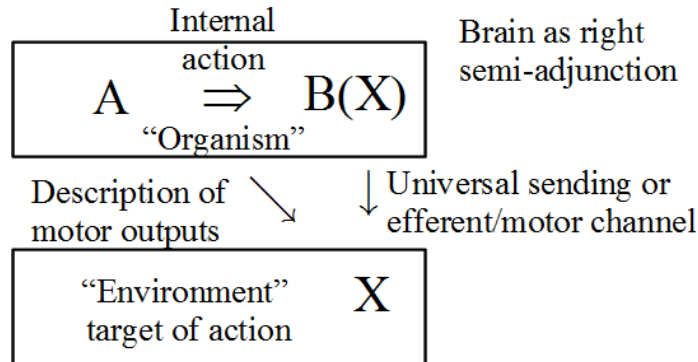 Internal
action
A ⇒ B(X)
“Organism”
Brain as right
semi-adjunction
Description of
motor outputs
↘
↓
Universal sending or
efferent/motor channel
“Environment”
target of action
X